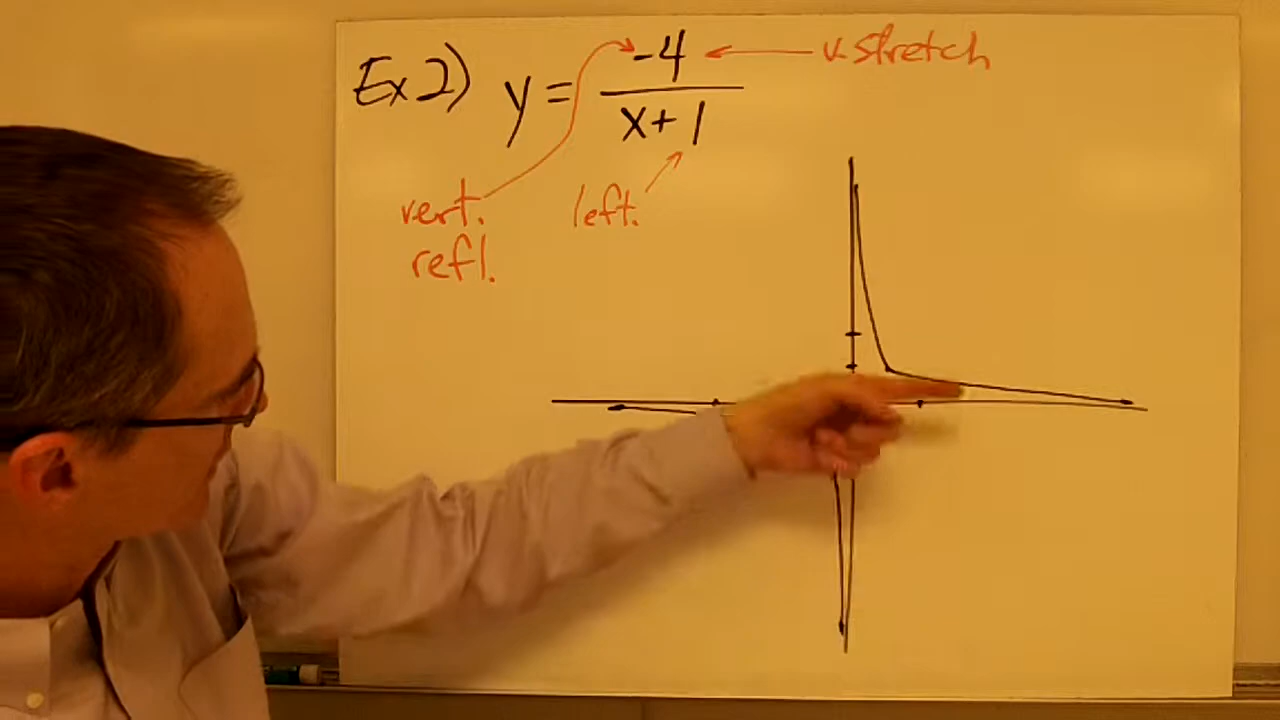 Ex 2) y = -4 / x+1
v. stretch
vert. refl.
left.